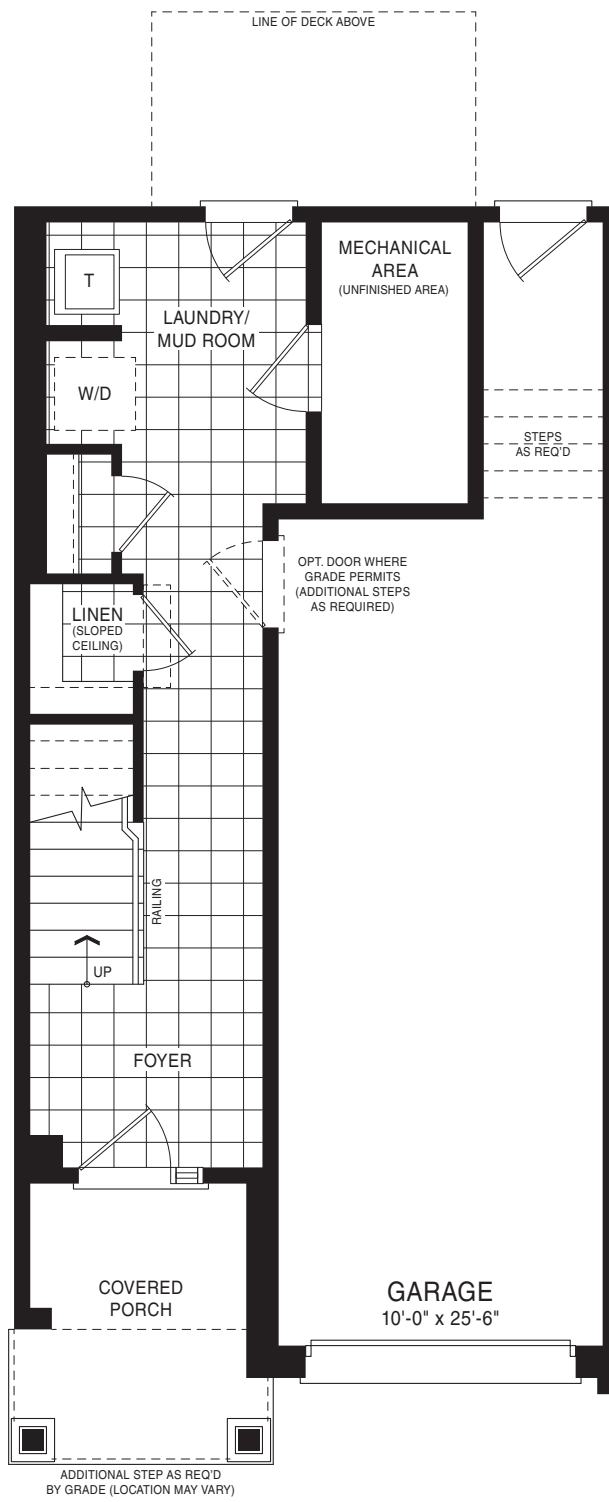 LINE OF DECK ABOVE
MECHANICAL
AREA
(UNFINISHED AREA)
T
LAUNDRY/
MUD ROOM
W/D
STEPS
AS REQ'D
OPT. DOOR WHERE
GRADE PERMITS
(ADDITIONAL STEPS
AS REQUIRED)
LINEN
(SLOPED
CEILING)
RAILING
UP
FOYER
COVERED
PORCH
GARAGE
10'-0" x 25'-6"
ADDITIONAL STEP AS REQ'D
BY GRADE (LOCATION MAY VARY)